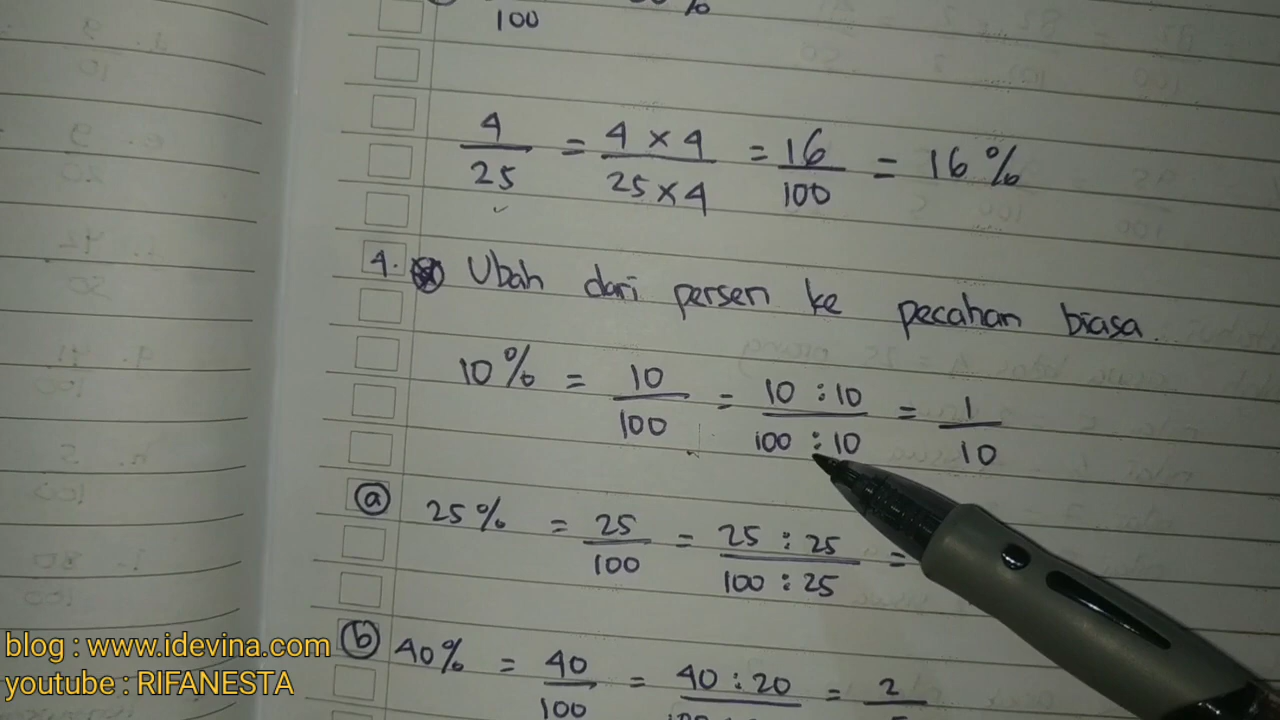 100 %
4/25 = 4 × 4/25 × 4 = 16/100 = 16 %
4. Ubah dari persen ke pecahan biasa.
10% = 10/100 = 10 : 10/100 : 10 = 1/10
a 25% = 25/100 = 25 : 25/100 : 25 =
b 40% = 40/100 = 40 : 20 = 2
blog : www.idevina.com
youtube : RIFANESTA